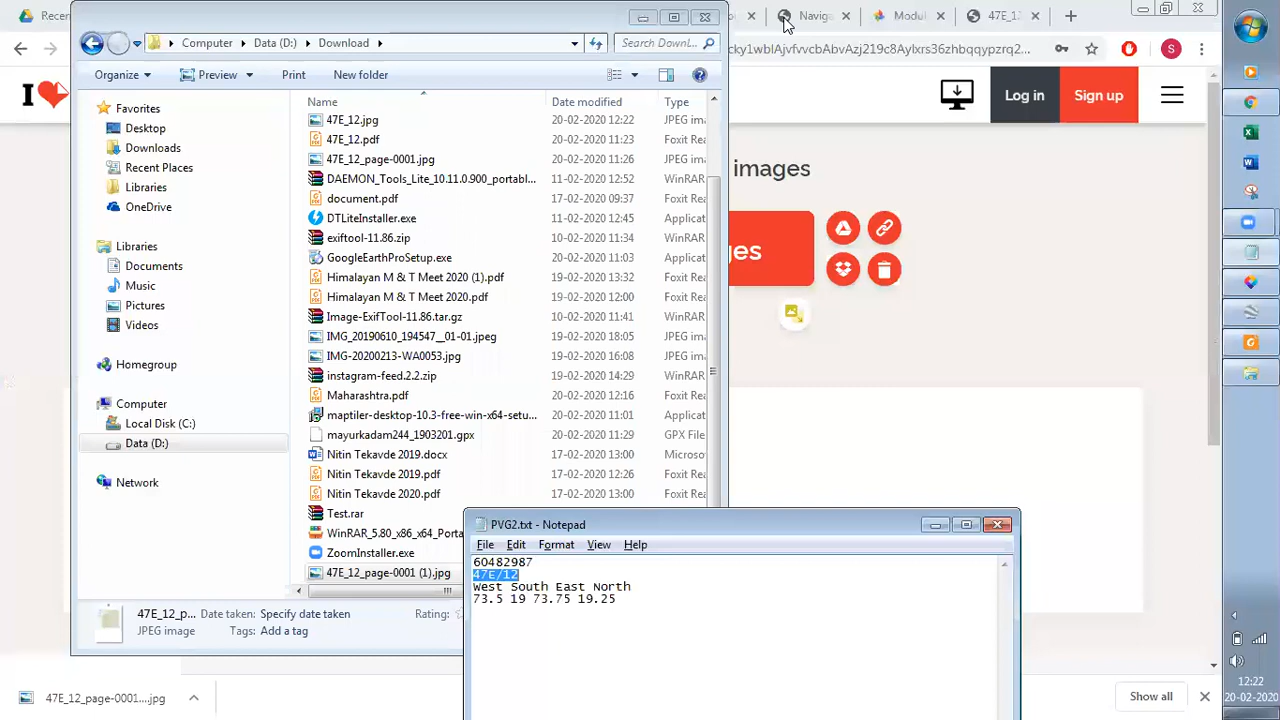 Recen
Naviga
Modul
47E_12
cky1wblAjvfvvcbAbvAzj219c8Aylxrs36zhbqqypzrq2...
S
Computer
Data (D:)
Download
Search Downl...
Organize
Preview
Print
New folder
I
Log in
Sign up
Favorites
Desktop
Downloads
Recent Places
Libraries
OneDrive
Libraries
Documents
Music
Pictures
Videos
Homegroup
Computer
Local Disk (C:)
Data (D:)
Network
Name Date modified Type
47E_12.jpg 20-02-2020 12:22 JPEG ima
47E_12.pdf 20-02-2020 11:23 Foxit Rea
47E_12_page-0001.jpg 20-02-2020 11:26 JPEG ima
DAEMON_Tools_Lite_10.11.0.900_portabl... 11-02-2020 12:52 WinRAR
document.pdf 17-02-2020 09:37 Foxit Rea
DTLiteInstaller.exe 11-02-2020 12:45 Applicat
exiftool-11.86.zip 10-02-2020 11:34 WinRAR
GoogleEarthProSetup.exe 20-02-2020 11:01 Applicat
Himalayan M & T Meet 2020 (1).pdf 19-02-2020 13:32 Foxit Rea
Himalayan M & T Meet 2020.pdf 19-02-2020 12:00 Foxit Rea
Image-ExifTool-11.86.tar.gz 10-02-2020 11:41 WinRAR
IMG_20190610_194547__01-01.jpeg 19-02-2020 18:05 JPEG ima
IMG-20200213-WA0053.jpg 19-02-2020 16:08 JPEG ima
instagram-feed.2.2.zip 19-02-2020 14:29 WinRAR
Maharashtra.pdf 20-02-2020 12:16 Foxit Rea
maptiler-desktop-10.3-free-win-x64-setu... 20-02-2020 11:01 Applicat
mayurkadam244_1903201.gpx 20-02-2020 11:29 GPX File
Nitin Tekavde 2019.docx 17-02-2020 13:00 Microso
Nitin Tekavde 2019.pdf 17-02-2020 12:26 Foxit Rea
Nitin Tekavde 2020.pdf 17-02-2020 13:00 Foxit Rea
Test.rar
WinRAR_5.80_x86_x64_Porta
ZoomInstaller.exe
47E_12_page-0001 (1).jpg
47E_12_p... Date taken: Specify date taken Rating:
JPEG image Tags: Add a tag
images
ges
PVG2.txt - Notepad
File Edit Format View Help
60482987
47E/12
West South East North
73.5 19 73.75 19.25
47E_12_page-0001....jpg
Show all
12:22
20-02-2020